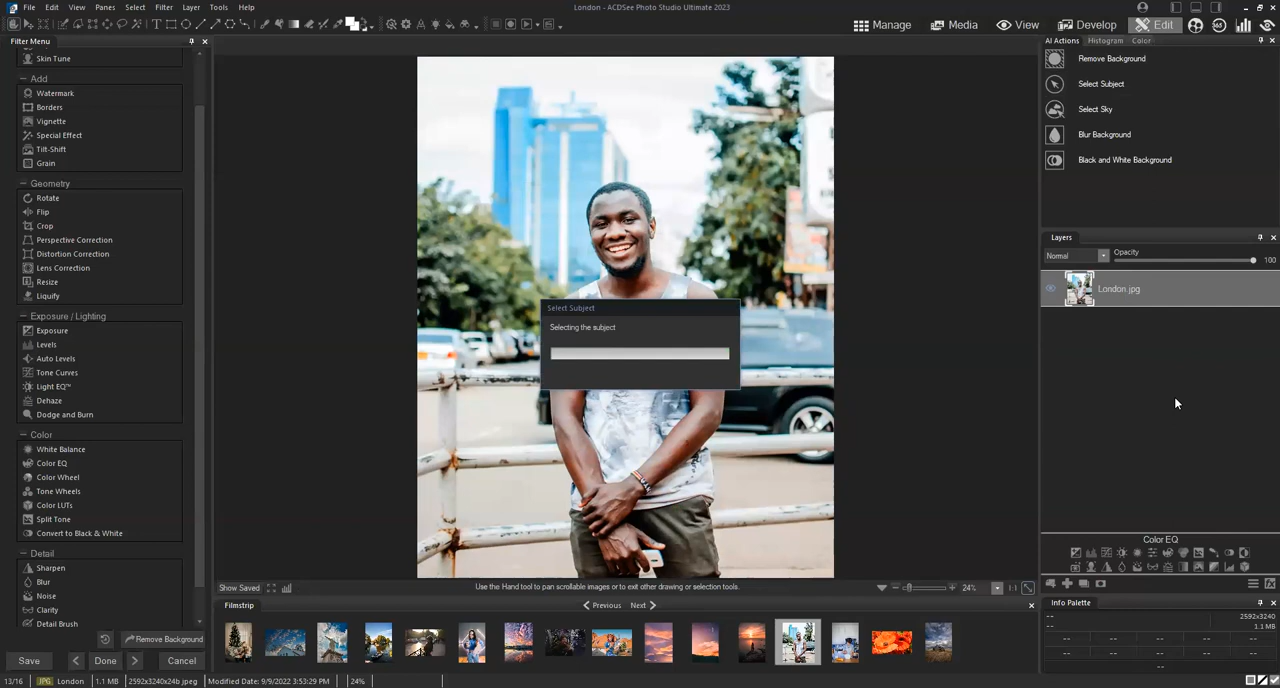 London - ACDSee Photo Studio Ultimate 2023
File Edit View Panes Select Filter Layer Tools Help
Manage Media View Develop Edit 365
Filter Menu
Skin Tune
Add
Watermark
Borders
Vignette
Special Effect
Tilt-Shift
Grain
Geometry
Rotate
Flip
Crop
Perspective Correction
Distortion Correction
Lens Correction
Resize
Liquify
Exposure / Lighting
Exposure
Levels
Auto Levels
Tone Curves
Light EQ™
Dehaze
Dodge and Burn
Color
White Balance
Color EQ
Color Wheel
Tone Wheels
Color LUTs
Split Tone
Convert to Black & White
Detail
Sharpen
Blur
Noise
Clarity
Detail Brush
Remove Background
Save Done Cancel
Select Subject
Selecting the subject
Show Saved
Use the Hand tool to pan scrollable images or to exit other drawing or selection tools.
24%
1:1
Filmstrip
Previous Next
AI Actions Histogram Color
Remove Background
Select Subject
Select Sky
Blur Background
Black and White Background
Layers
Normal Opacity 100
London.jpg
Color EQ
Info Palette
-- 2592x3240
-- 1.1 MB
-- -- -- -- --
-- -- -- -- --
--
13/16 JPG London 1.1 MB 2592x3240x24b jpeg Modified Date: 9/9/2022 3:53:29 PM 24%